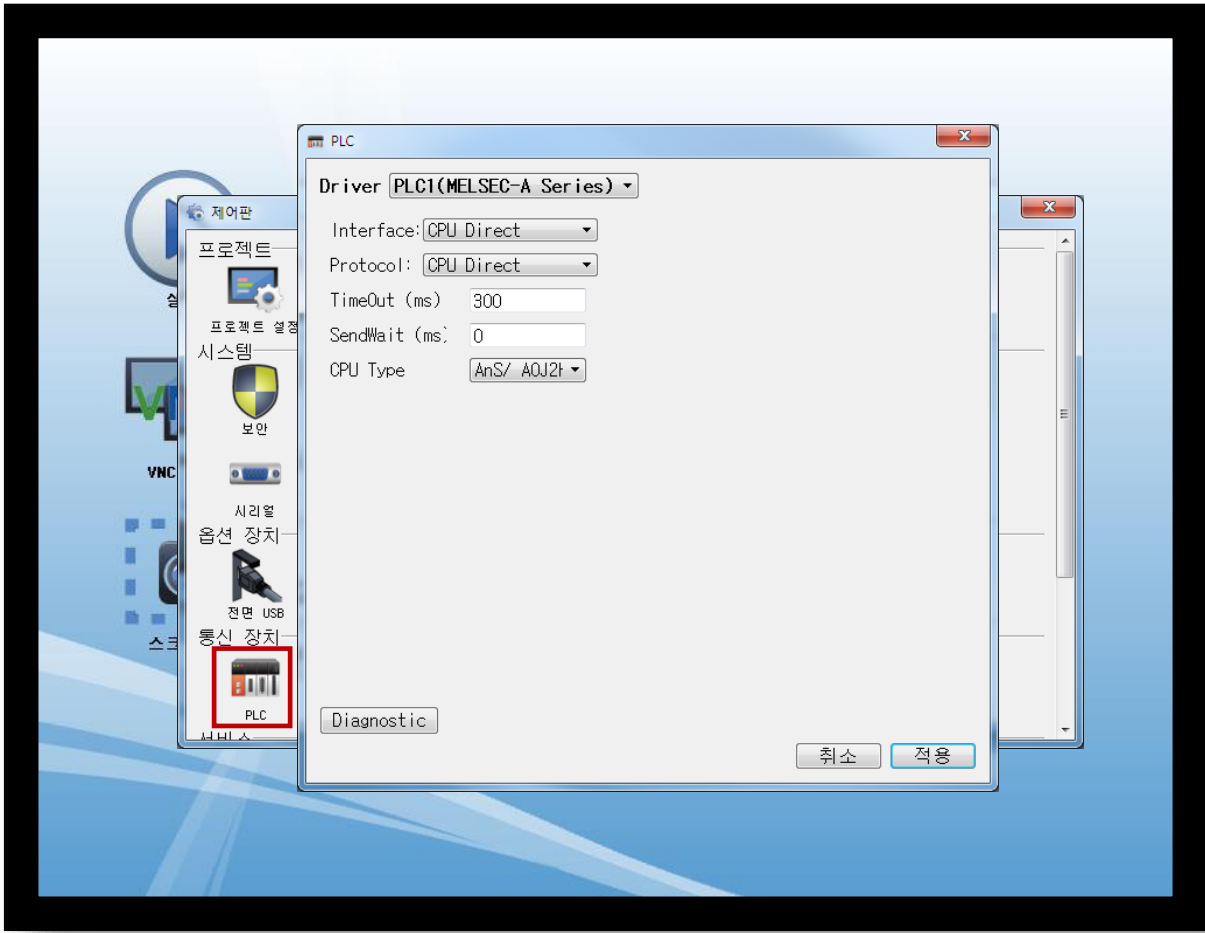 PLC
Driver PLC1(MELSEC-A Series)
Interface: CPU Direct
Protocol: CPU Direct
TimeOut (ms) 300
SendWait (ms) 0
CPU Type AnS/ A0J2H
Diagnostic
취소 적용
제어판
프로젝트
프로젝트 설정
시스템
보안
시리얼
옵션 장치
전면 USB
통신 장치
PLC
서비스
VNC